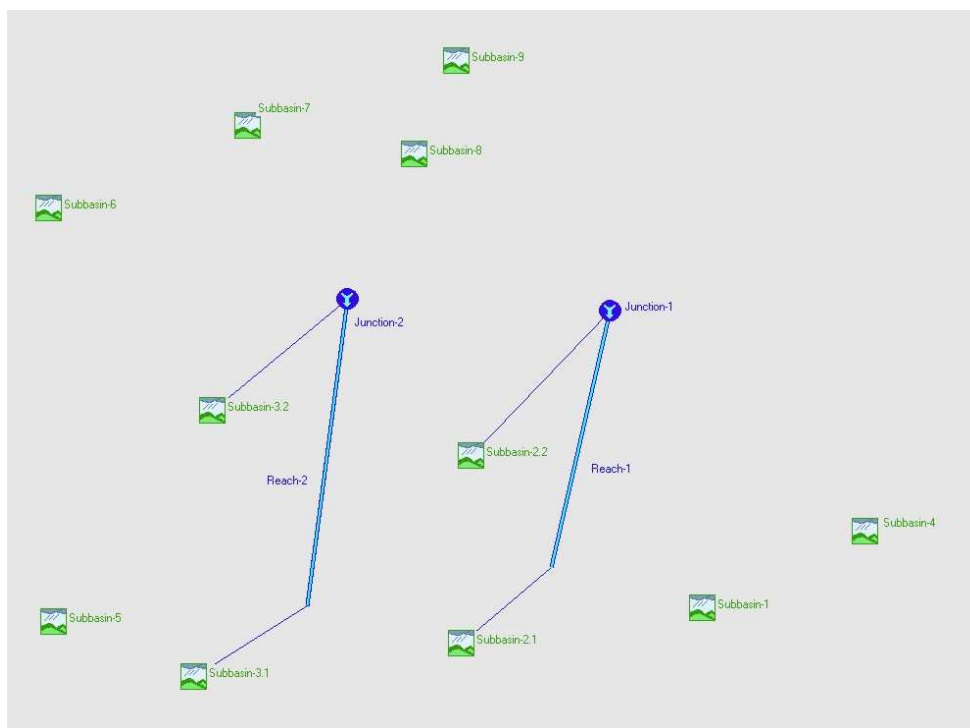 Subbasin-9
Subbasin-7
Subbasin-8
Subbasin-6
Junction-1
Junction-2
Subbasin-3.2
Subbasin-2.2
Reach-1
Reach-2
Subbasin-4
Subbasin-1
Subbasin-5
Subbasin-2.1
Subbasin-3.1